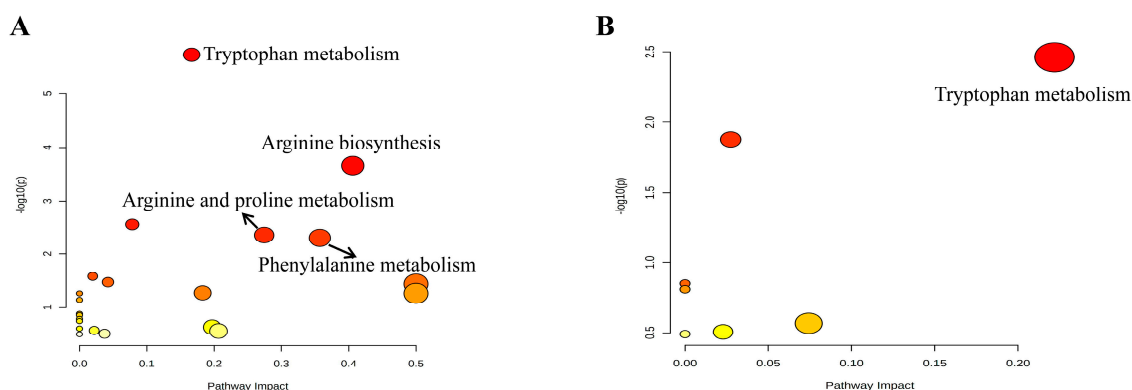 A
B
Tryptophan metabolism
Arginine biosynthesis
Arginine and proline metabolism
Phenylalanine metabolism
-log10(p)
5
4
3
2
1
0.0 0.1 0.2 0.3 0.4 0.5
Pathway Impact
Tryptophan metabolism
-log10(p)
2.5
2.0
1.5
1.0
0.5
0.00 0.05 0.10 0.15 0.20
Pathway Impact